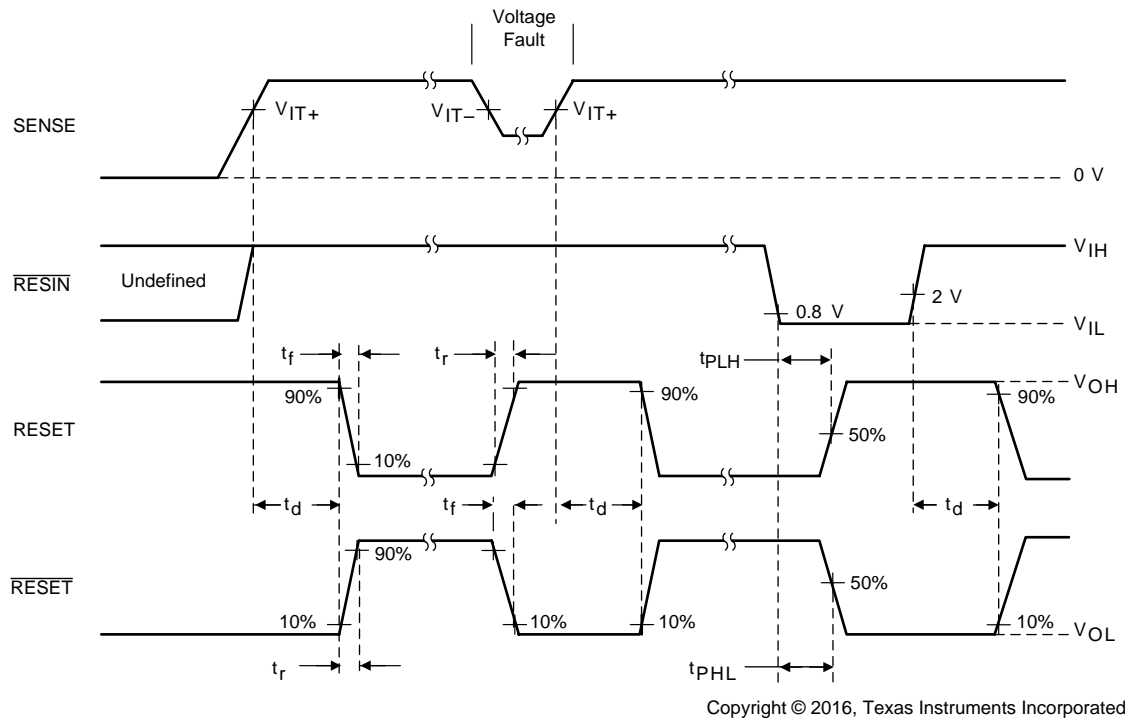 Voltage
Fault
SENSE
VIT+
VIT–
VIT+
0 V
RESIN
Undefined
VIH
0.8 V
2 V
VIL
tf
tr
tPLH
RESET
90%
10%
90%
50%
VOH
90%
td
tf
td
td
RESET
90%
10%
10%
10%
50%
10%
VOL
tr
tPHL
Copyright © 2016, Texas Instruments Incorporated